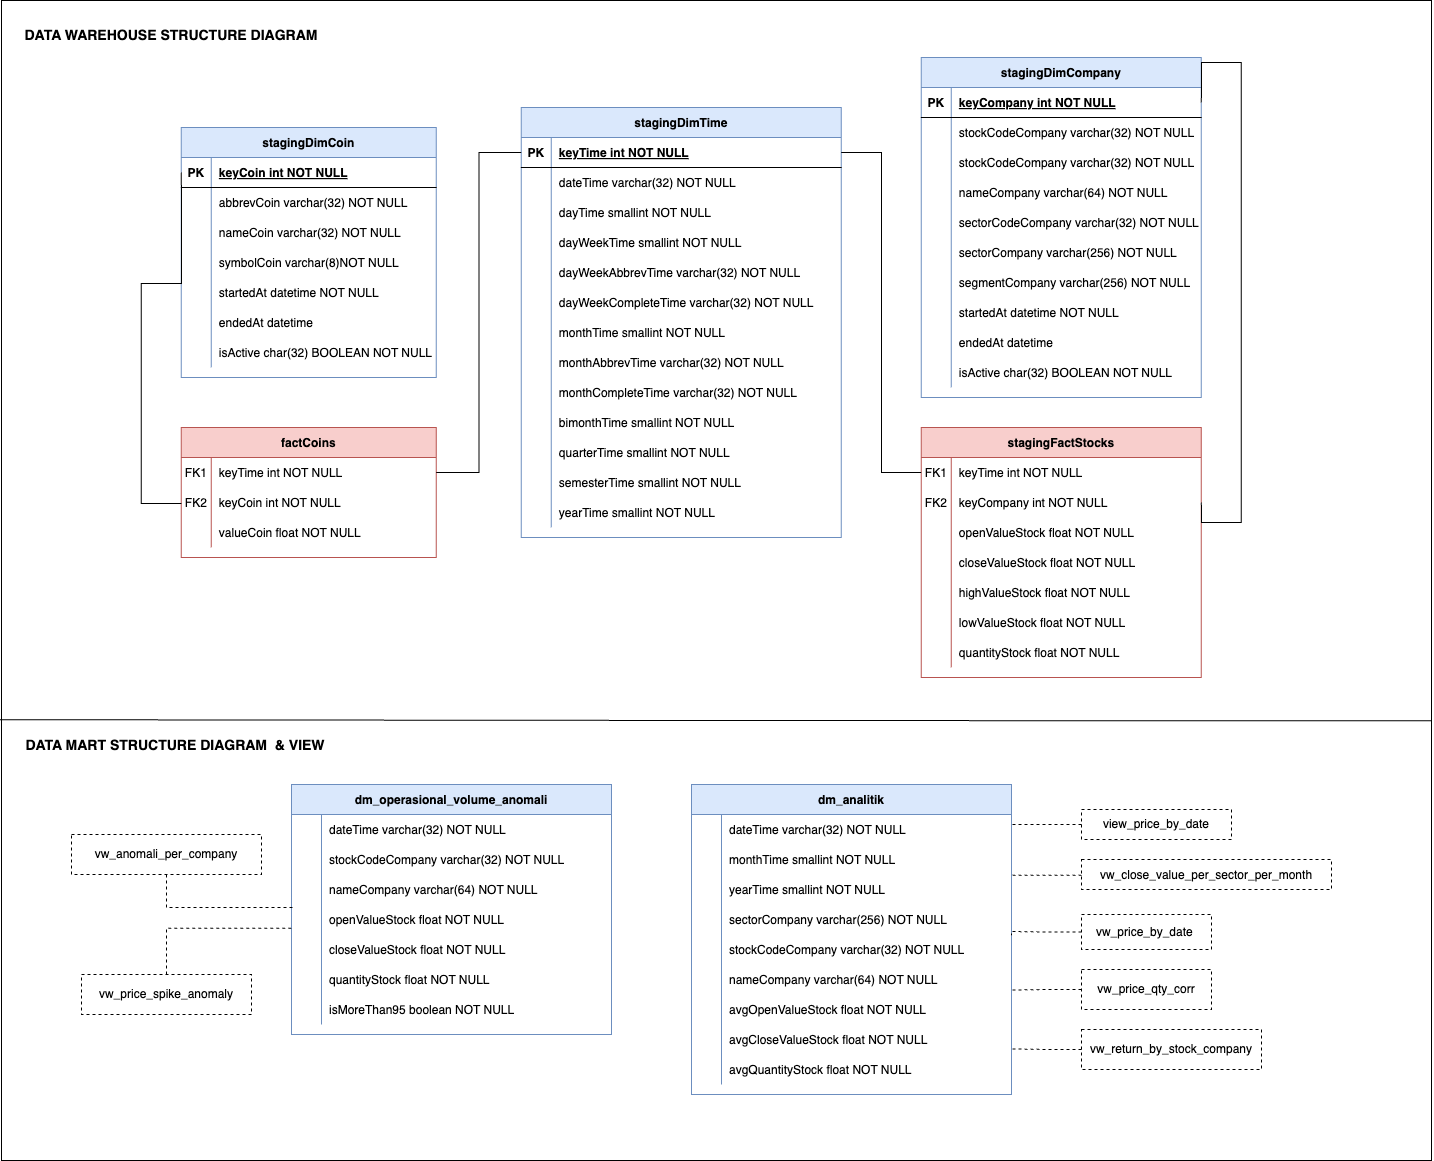 DATA WAREHOUSE STRUCTURE DIAGRAM
stagingDimCoin
PK keyCoin int NOT NULL
abbrevCoin varchar(32) NOT NULL
nameCoin varchar(32) NOT NULL
symbolCoin varchar(8)NOT NULL
startedAt datetime NOT NULL
endedAt datetime
isActive char(32) BOOLEAN NOT NULL
factCoins
FK1 keyTime int NOT NULL
FK2 keyCoin int NOT NULL
valueCoin float NOT NULL
stagingDimTime
PK keyTime int NOT NULL
dateTime varchar(32) NOT NULL
dayTime smallint NOT NULL
dayWeekTime smallint NOT NULL
dayWeekAbbrevTime varchar(32) NOT NULL
dayWeekCompleteTime varchar(32) NOT NULL
monthTime smallint NOT NULL
monthAbbrevTime varchar(32) NOT NULL
monthCompleteTime varchar(32) NOT NULL
bimonthTime smallint NOT NULL
quarterTime smallint NOT NULL
semesterTime smallint NOT NULL
yearTime smallint NOT NULL
stagingDimCompany
PK keyCompany int NOT NULL
stockCodeCompany varchar(32) NOT NULL
stockCodeCompany varchar(32) NOT NULL
nameCompany varchar(64) NOT NULL
sectorCodeCompany varchar(32) NOT NULL
sectorCompany varchar(256) NOT NULL
segmentCompany varchar(256) NOT NULL
startedAt datetime NOT NULL
endedAt datetime
isActive char(32) BOOLEAN NOT NULL
stagingFactStocks
FK1 keyTime int NOT NULL
FK2 keyCompany int NOT NULL
openValueStock float NOT NULL
closeValueStock float NOT NULL
highValueStock float NOT NULL
lowValueStock float NOT NULL
quantityStock float NOT NULL
DATA MART STRUCTURE DIAGRAM & VIEW
vw_anomali_per_company
vw_price_spike_anomaly
dm_operasional_volume_anomali
dateTime varchar(32) NOT NULL
stockCodeCompany varchar(32) NOT NULL
nameCompany varchar(64) NOT NULL
openValueStock float NOT NULL
closeValueStock float NOT NULL
quantityStock float NOT NULL
isMoreThan95 boolean NOT NULL
dm_analitik
dateTime varchar(32) NOT NULL
monthTime smallint NOT NULL
yearTime smallint NOT NULL
sectorCompany varchar(256) NOT NULL
stockCodeCompany varchar(32) NOT NULL
nameCompany varchar(64) NOT NULL
avgOpenValueStock float NOT NULL
avgCloseValueStock float NOT NULL
avgQuantityStock float NOT NULL
view_price_by_date
vw_close_value_per_sector_per_month
vw_price_by_date
vw_price_qty_corr
vw_return_by_stock_company